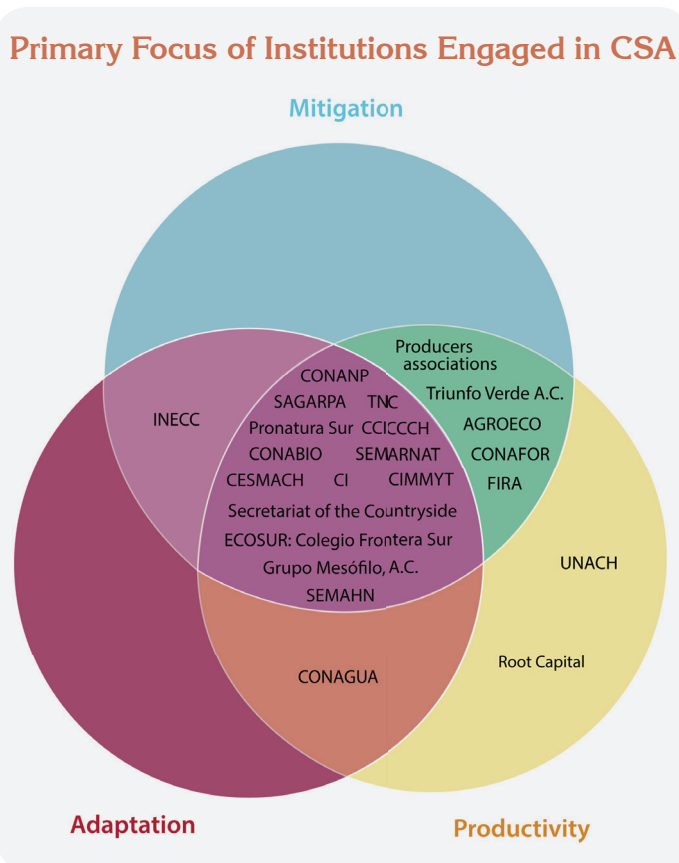 Primary Focus of Institutions Engaged in CSA
Mitigation
Producers
associations
CONANP
Triunfo Verde A.C.
SAGARPA TNC
INECC
AGROECO
Pronatura Sur CCICCCH
CONABIO SEMARNAT
CONAFOR
CESMACH CI CIMMYT
FIRA
Secretariat of the Countryside
ECOSUR: Colegio Frontera Sur
UNACH
Grupo Mesófilo, A.C.
SEMAHN
Root Capital
CONAGUA
Adaptation
Productivity